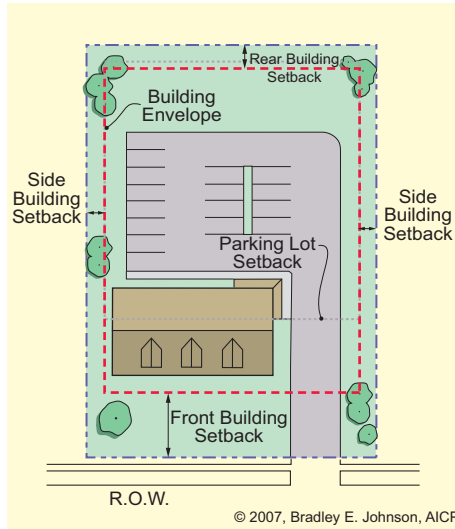 Rear Building
Setback
Building
Envelope
Side
Building
Setback
Side
Building
Setback
Parking Lot
Setback
Front Building
Setback
R.O.W.
© 2007, Bradley E. Johnson, AICP